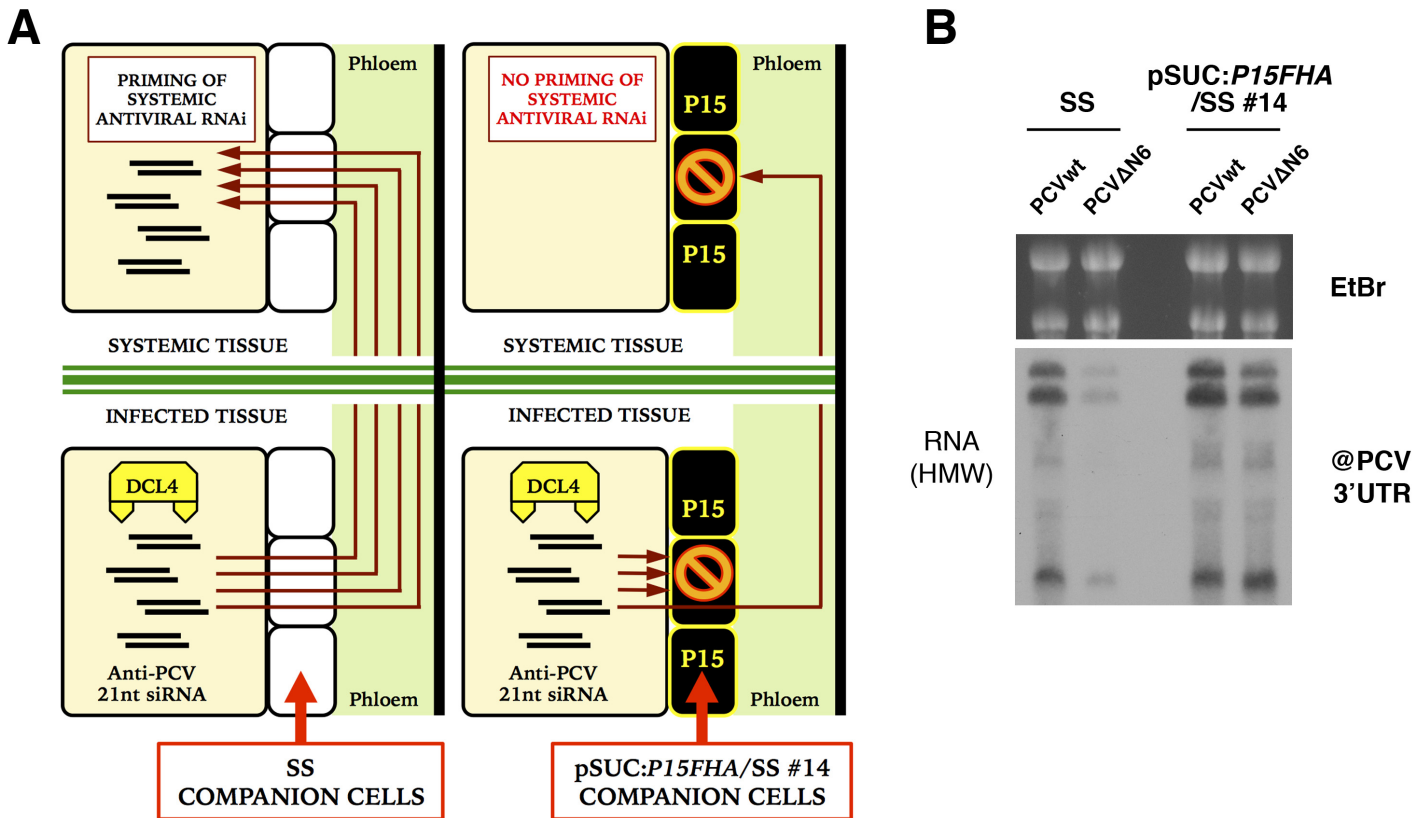 A
Phloem
PRIMING OF
SYSTEMIC
ANTIVIRAL RNAi
SYSTEMIC TISSUE
INFECTED TISSUE
DCL4
Anti-PCV
21nt siRNA
Phloem
SS
COMPANION CELLS
Phloem
NO PRIMING OF
SYSTEMIC
ANTIVIRAL RNAi
P15
P15
SYSTEMIC TISSUE
INFECTED TISSUE
DCL4
P15
P15
Anti-PCV
21nt siRNA
Phloem
pSUC:P15FHA/SS #14
COMPANION CELLS
B
SS
pSUC:P15FHA
/SS #14
PCVwt
PCVΔN6
PCVwt
PCVΔN6
EtBr
RNA
(HMW)
@PCV
3'UTR